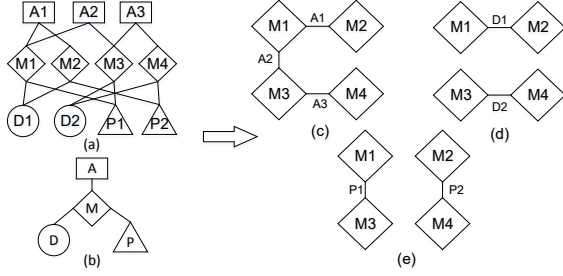 A1 A2 A3
M1 M2 M3 M4
D1 D2 P1 P2
(a)
A
M
D P
(b)
M1 A1 M2
A2
M3 A3 M4
(c)
M1 D1 M2
M3 D2 M4
(d)
M1 M2
P1 P2
M3 M4
(e)